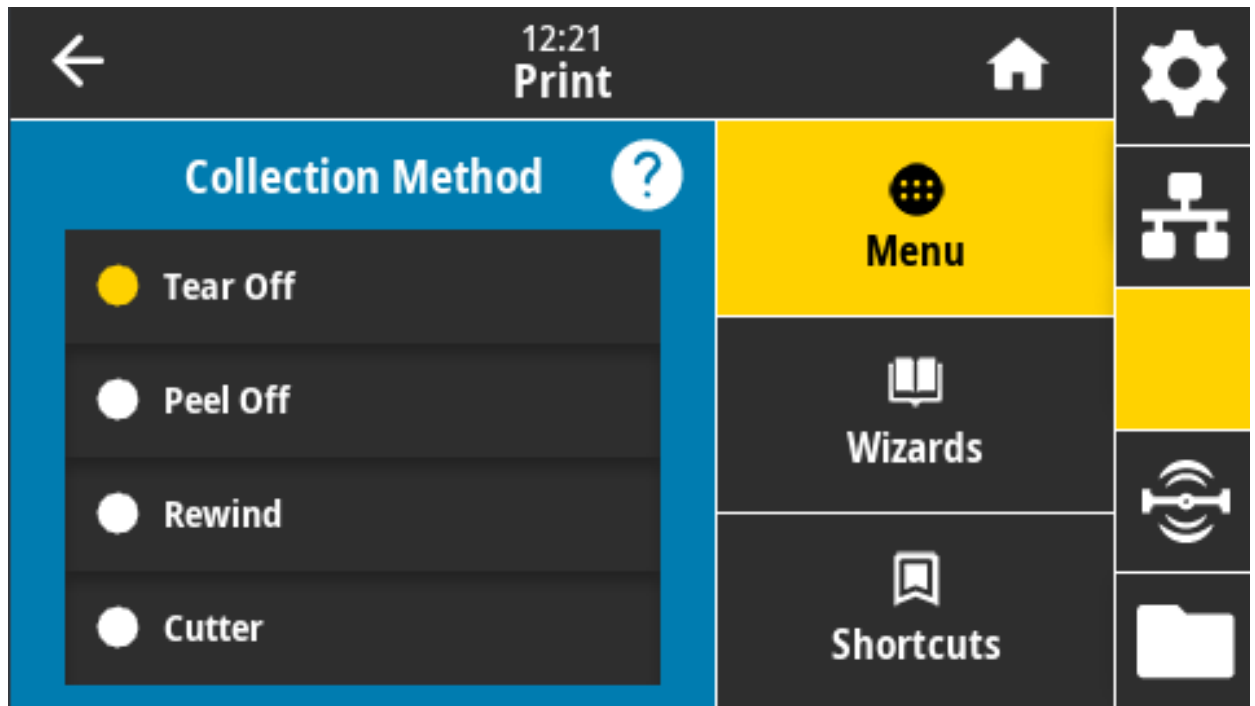 12:21
Print
Collection Method
?
Tear Off
Peel Off
Rewind
Cutter
Menu
Wizards
Shortcuts